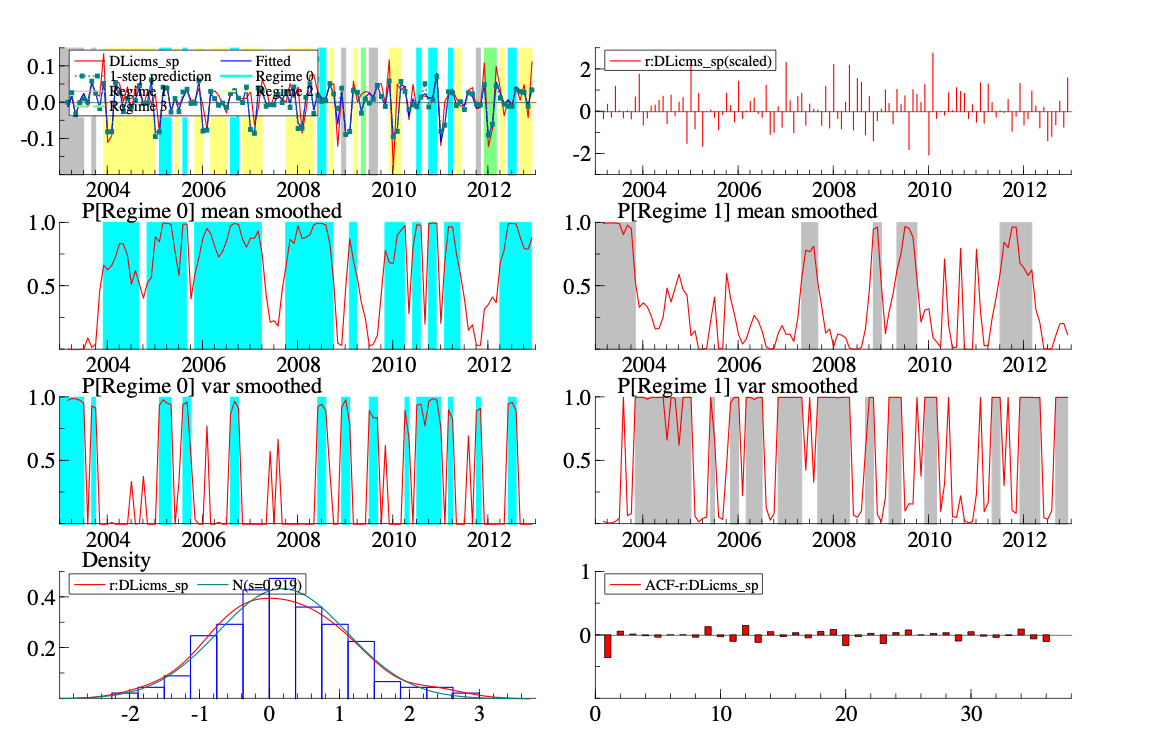 DLicms_sp Fitted
1-step prediction Regime 0
Regime 1 Regime 2
Regime 3
0.1
0.0
-0.1
2004 2006 2008 2010 2012
r:DLicms_sp(scaled)
2
0
-2
2004 2006 2008 2010 2012
P[Regime 0] mean smoothed
1.0
0.5
2004 2006 2008 2010 2012
P[Regime 1] mean smoothed
1.0
0.5
2004 2006 2008 2010 2012
P[Regime 0] var smoothed
1.0
0.5
2004 2006 2008 2010 2012
P[Regime 1] var smoothed
1.0
0.5
2004 2006 2008 2010 2012
Density
r:DLicms_sp N(s=0.919)
0.4
0.2
-2 -1 0 1 2 3
ACF-r:DLicms_sp
1
0
0 10 20 30